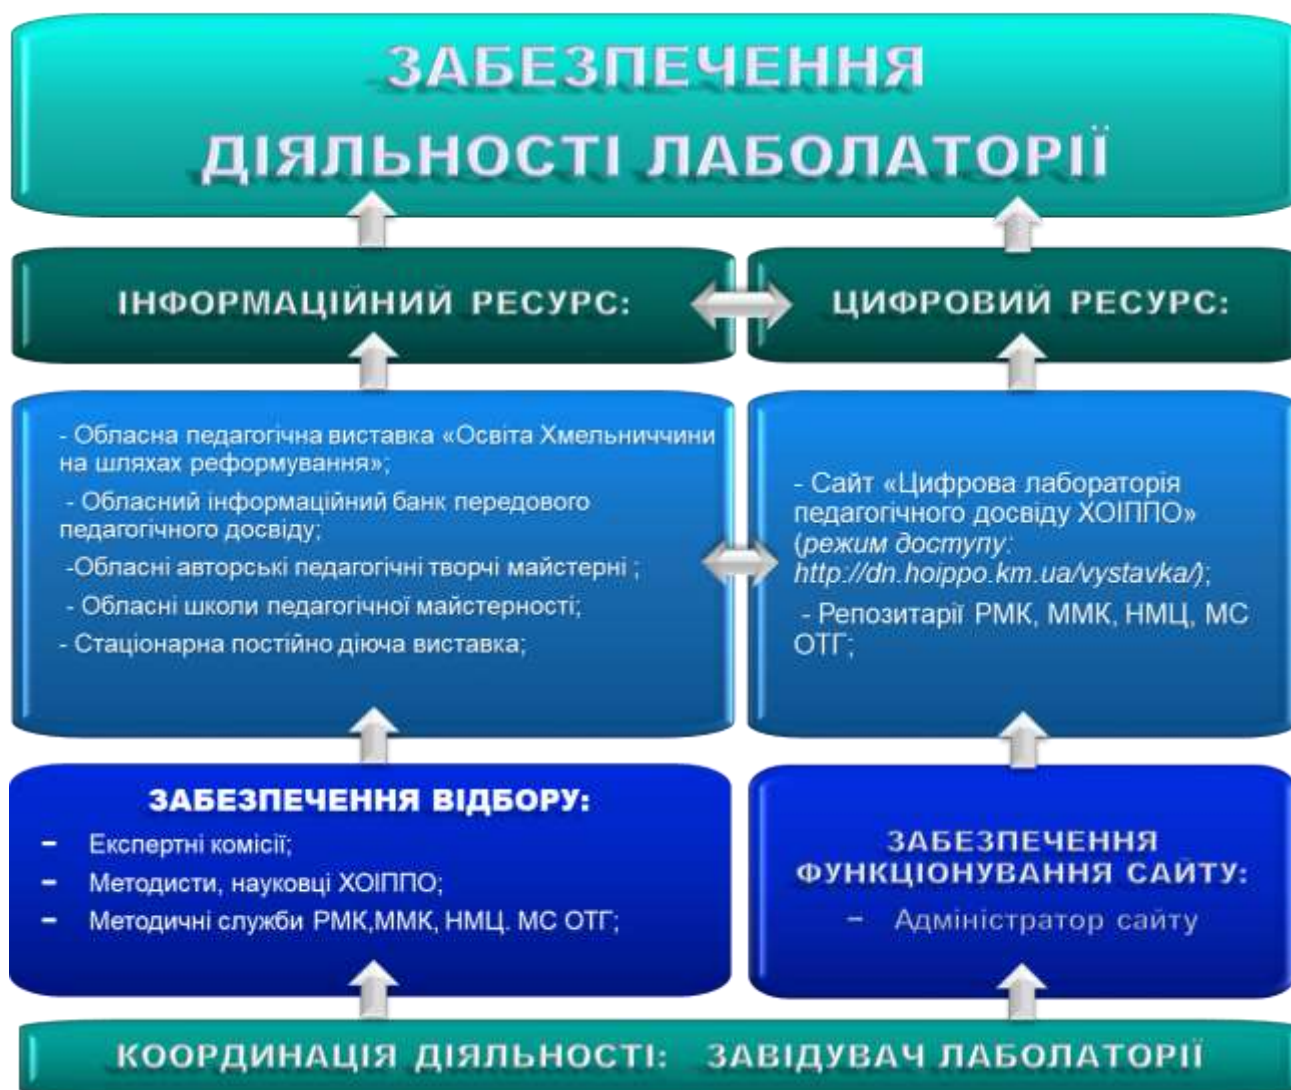 ЗАБЕЗПЕЧЕННЯ
ДІЯЛЬНОСТІ ЛАБОЛАТОРІЇ
ІНФОРМАЦІЙНИЙ РЕСУРС:
ЦИФРОВИЙ РЕСУРС:
- Обласна педагогічна виставка «Освіта Хмельниччини
на шляхах реформування»;
- Обласний інформаційний банк передового
педагогічного досвіду;
-Обласні авторські педагогічні творчі майстерні ;
- Обласні школи педагогічної майстерності;
- Стаціонарна постійно діюча виставка;
- Сайт «Цифрова лабораторія
педагогічного досвіду ХОІППО»
(режим доступу:
http://dn.hoippo.km.ua/vystavka/);
- Репозитарії РМК, ММК, НМЦ, МС
ОТГ;
ЗАБЕЗПЕЧЕННЯ ВІДБОРУ:
- Експертні комісії;
- Методисти, науковці ХОІППО;
- Методичні служби РМК,ММК, НМЦ. МС ОТГ;
ЗАБЕЗПЕЧЕННЯ
ФУНКЦІОНУВАННЯ САЙТУ:
- Адміністратор сайту
КООРДИНАЦІЯ ДІЯЛЬНОСТІ: ЗАВІДУВАЧ ЛАБОЛАТОРІЇ